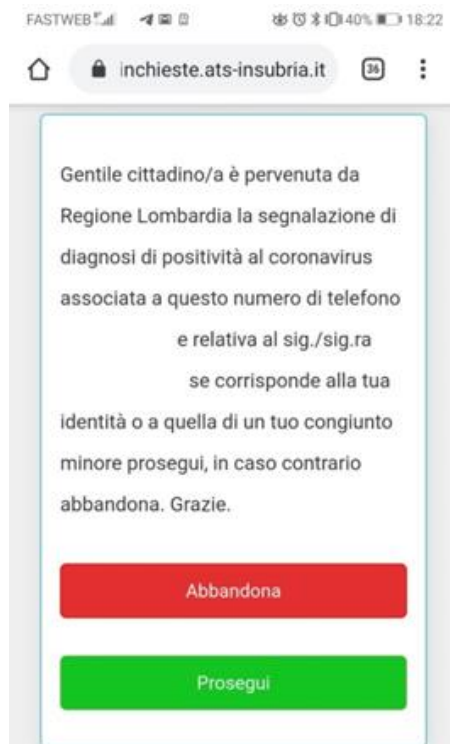 FASTWEB 40% 18:22
inchieste.ats-insubria.it 36
Gentile cittadino/a è pervenuta da
Regione Lombardia la segnalazione di
diagnosi di positività al coronavirus
associata a questo numero di telefono
e relativa al sig./sig.ra
se corrisponde alla tua
identità o a quella di un tuo congiunto
minore prosegui, in caso contrario
abbandona. Grazie.
Abbandona
Prosegui